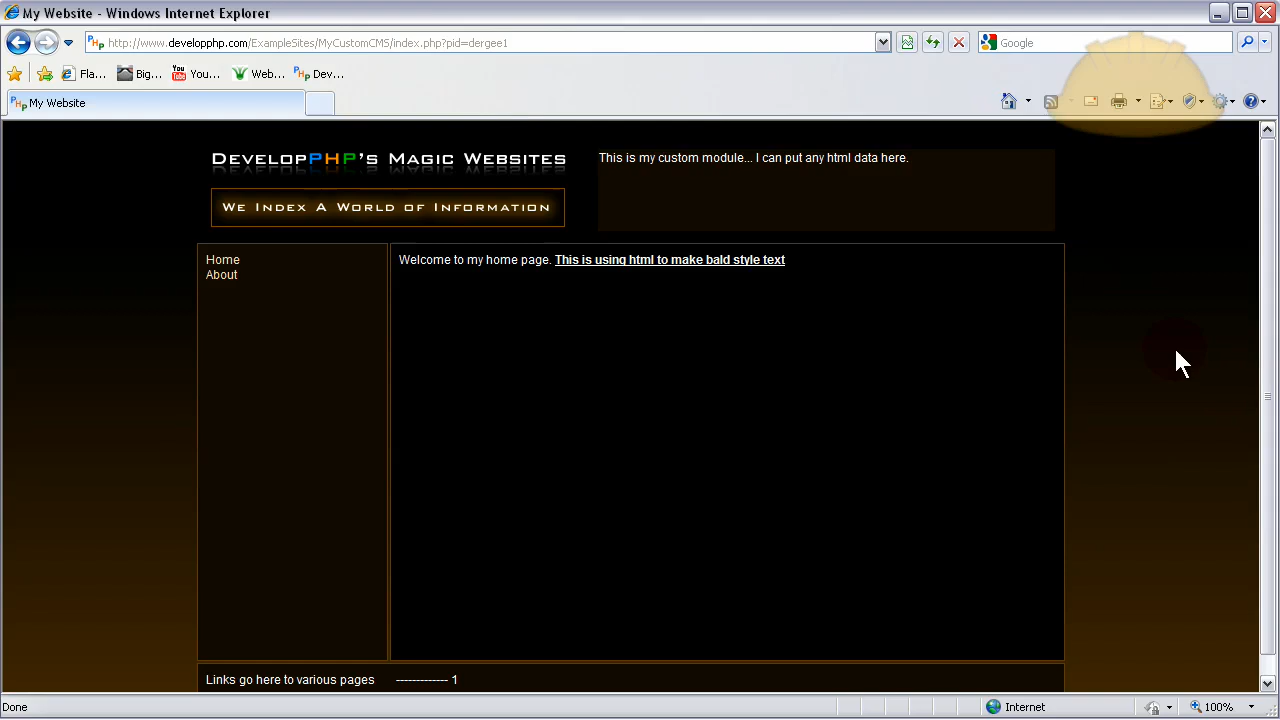 My Website - Windows Internet Explorer
http://www.developphp.com/ExampleSites/MyCustomCMS/index.php?pid=dergee1
Google
Fla...
Big...
You...
Web...
Dev...
My Website
DevelopPHP's Magic Websites
This is my custom module... I can put any html data here.
We Index A World of Information
Home
About
Welcome to my home page. This is using html to make bald style text
Links go here to various pages ------------- 1
Done
Internet
100%